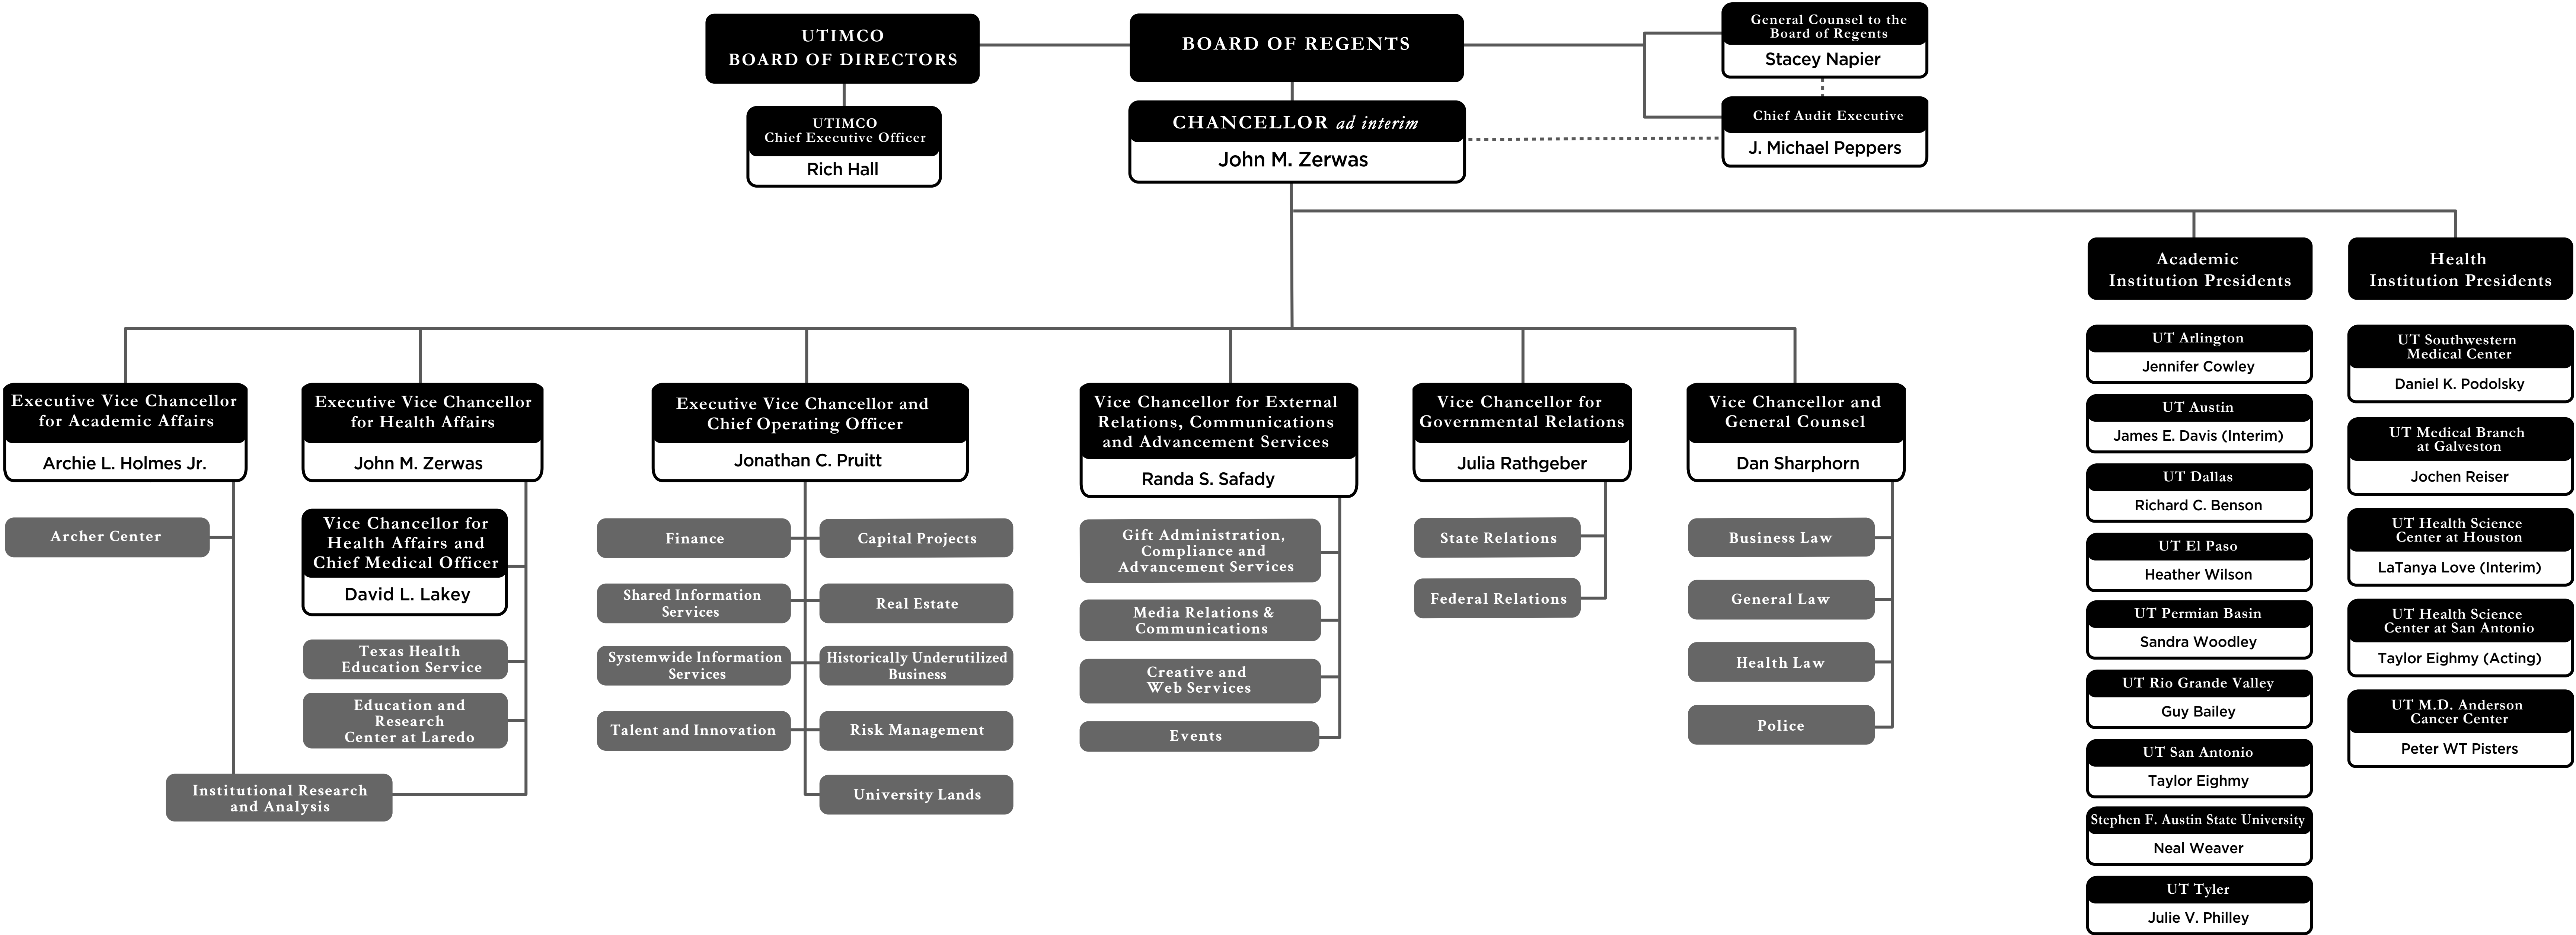 UTIMCO
BOARD OF DIRECTORS
UTIMCO
Chief Executive Officer
Rich Hall
BOARD OF REGENTS
CHANCELLOR ad interim
John M. Zerwas
General Counsel to the
Board of Regents
Stacey Napier
Chief Audit Executive
J. Michael Peppers
Executive Vice Chancellor
for Academic Affairs
Archie L. Holmes Jr.
Archer Center
Executive Vice Chancellor
for Health Affairs
John M. Zerwas
Vice Chancellor for
Health Affairs and
Chief Medical Officer
David L. Lakey
Texas Health
Education Service
Education and
Research
Center at Laredo
Institutional Research
and Analysis
Executive Vice Chancellor and
Chief Operating Officer
Jonathan C. Pruitt
Finance
Capital Projects
Shared Information
Services
Real Estate
Systemwide Information
Services
Historically Underutilized
Business
Talent and Innovation
Risk Management
University Lands
Vice Chancellor for External
Relations, Communications
and Advancement Services
Randa S. Safady
Gift Administration,
Compliance and
Advancement Services
Media Relations &
Communications
Creative and
Web Services
Events
Vice Chancellor for
Governmental Relations
Julia Rathgeber
State Relations
Federal Relations
Vice Chancellor and
General Counsel
Dan Sharphorn
Business Law
General Law
Health Law
Police
Academic
Institution Presidents
UT Arlington
Jennifer Cowley
UT Austin
James E. Davis (Interim)
UT Dallas
Richard C. Benson
UT El Paso
Heather Wilson
UT Permian Basin
Sandra Woodley
UT Rio Grande Valley
Guy Bailey
UT San Antonio
Taylor Eighmy
Stephen F. Austin State University
Neal Weaver
UT Tyler
Julie V. Philley
Health
Institution Presidents
UT Southwestern
Medical Center
Daniel K. Podolsky
UT Medical Branch
at Galveston
Jochen Reiser
UT Health Science
Center at Houston
LaTanya Love (Interim)
UT Health Science
Center at San Antonio
Taylor Eighmy (Acting)
UT M.D. Anderson
Cancer Center
Peter WT Pisters